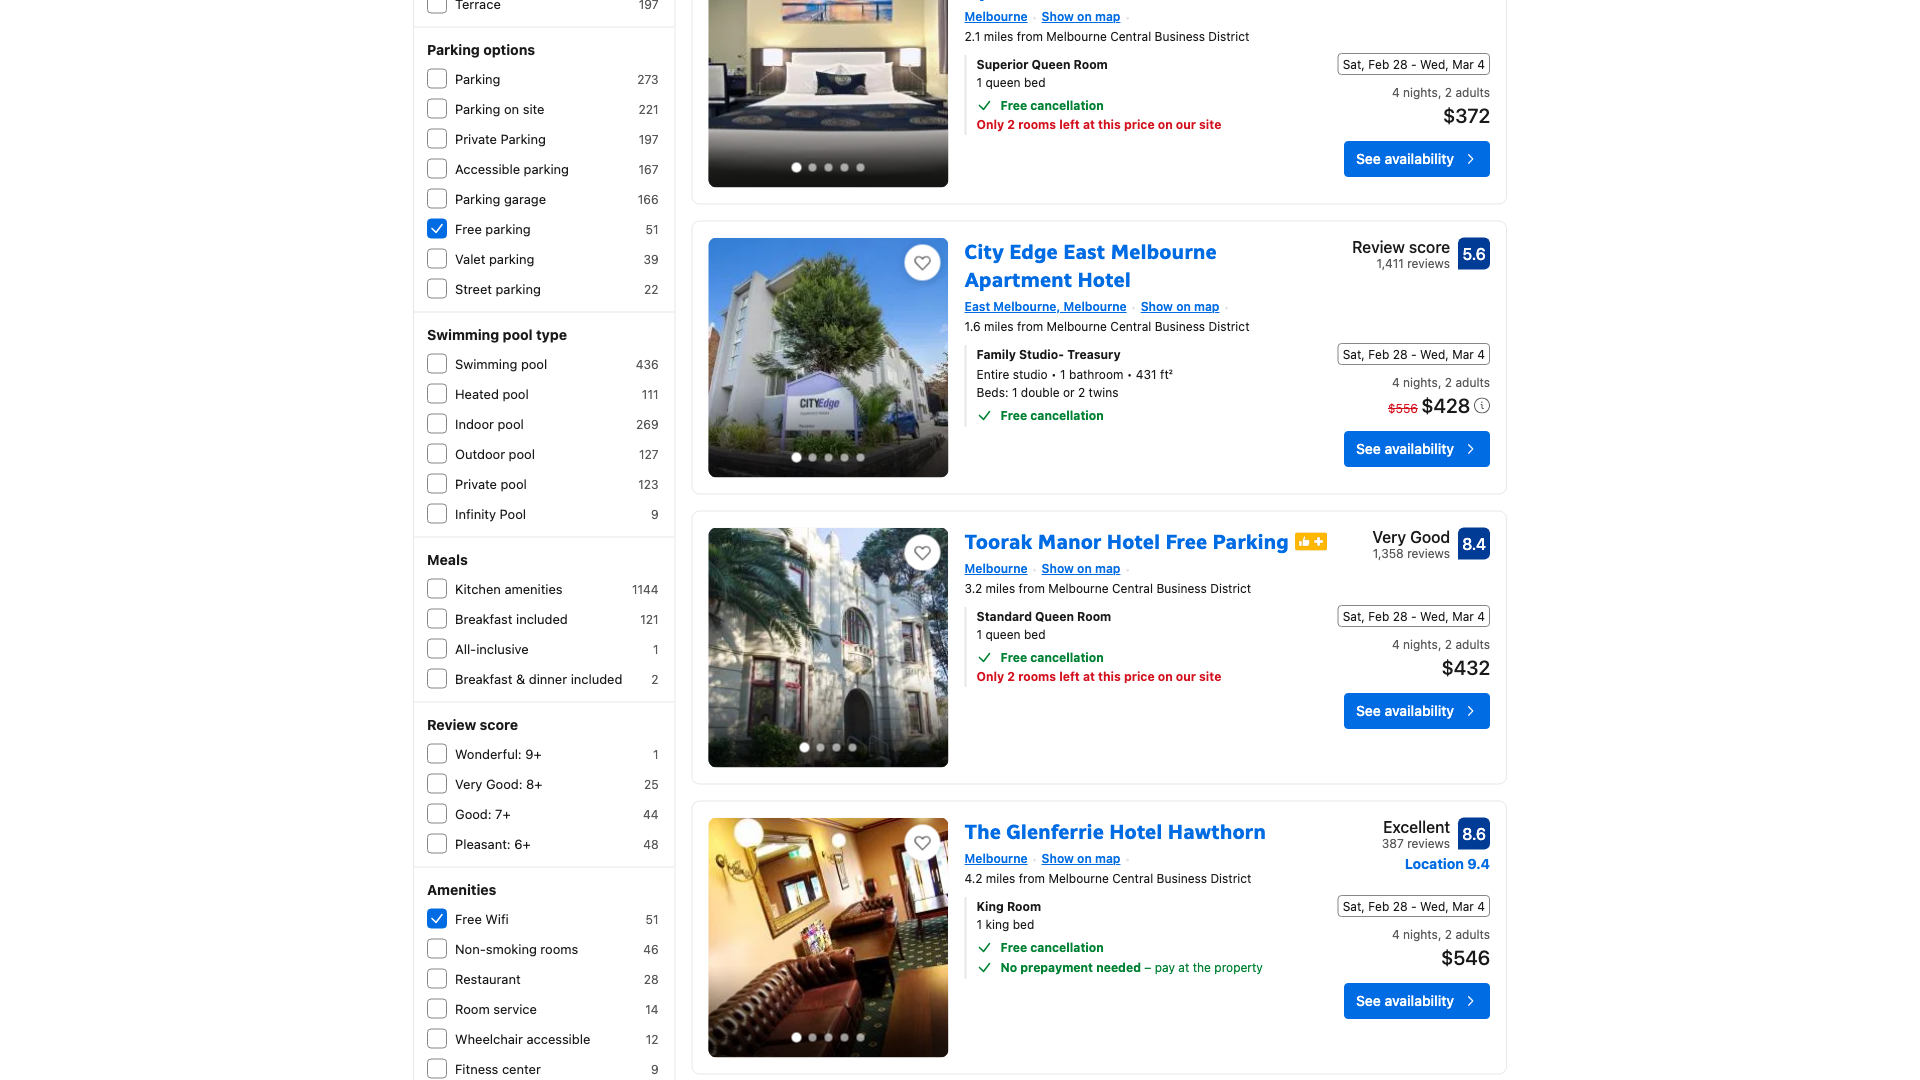 Terrace 197
Parking options
Parking 273
Parking on site 221
Private Parking 197
Accessible parking 167
Parking garage 166
Free parking 51
Valet parking 39
Street parking 22
Swimming pool type
Swimming pool 436
Heated pool 111
Indoor pool 269
Outdoor pool 127
Private pool 123
Infinity Pool 9
Meals
Kitchen amenities 1144
Breakfast included 121
All-inclusive 1
Breakfast & dinner included 2
Review score
Wonderful: 9+ 1
Very Good: 8+ 25
Good: 7+ 44
Pleasant: 6+ 48
Amenities
Free Wifi 51
Non-smoking rooms 46
Restaurant 28
Room service 14
Wheelchair accessible 12
Fitness center 9
Melbourne Show on map
2.1 miles from Melbourne Central Business District
Superior Queen Room
1 queen bed
Free cancellation
Only 2 rooms left at this price on our site
Sat, Feb 28 - Wed, Mar 4
4 nights, 2 adults
$372
See availability
CITYEdge
City Edge East Melbourne
Apartment Hotel
East Melbourne, Melbourne Show on map
1.6 miles from Melbourne Central Business District
Family Studio- Treasury
Entire studio • 1 bathroom • 431 ft²
Beds: 1 double or 2 twins
Free cancellation
Review score 5.6
1,411 reviews
Sat, Feb 28 - Wed, Mar 4
4 nights, 2 adults
$556 $428
See availability
Toorak Manor Hotel Free Parking
Melbourne Show on map
3.2 miles from Melbourne Central Business District
Standard Queen Room
1 queen bed
Free cancellation
Only 2 rooms left at this price on our site
Very Good 8.4
1,358 reviews
Sat, Feb 28 - Wed, Mar 4
4 nights, 2 adults
$432
See availability
The Glenferrie Hotel Hawthorn
Melbourne Show on map
4.2 miles from Melbourne Central Business District
King Room
1 king bed
Free cancellation
No prepayment needed – pay at the property
Excellent 8.6
387 reviews
Location 9.4
Sat, Feb 28 - Wed, Mar 4
4 nights, 2 adults
$546
See availability